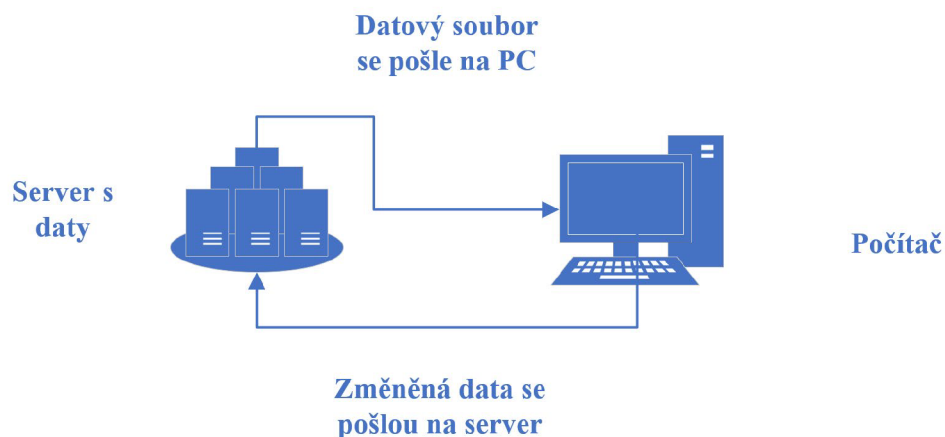 Datový soubor
se pošle na PC
Server s
daty
Počítač
Změněná data se
pošlou na server